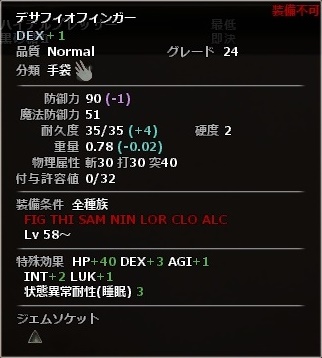 装備不可
デサフィオフィンガー
DEX+1
品質 Normal グレード 24
分類 手袋
防御力 90 (-1)
魔法防御力 51
耐久度 35/35 (+4) 硬度 2
重量 0.78 (-0.02)
物理属性 斬30 打30 突40
付与許容値 0/32
装備条件 全種族
FIG THI SAM NIN LOR CLO ALC
Lv 58～
特殊効果 HP+40 DEX+3 AGI+1
INT+2 LUK+1
状態異常耐性(睡眠) 3
ジェムソケット